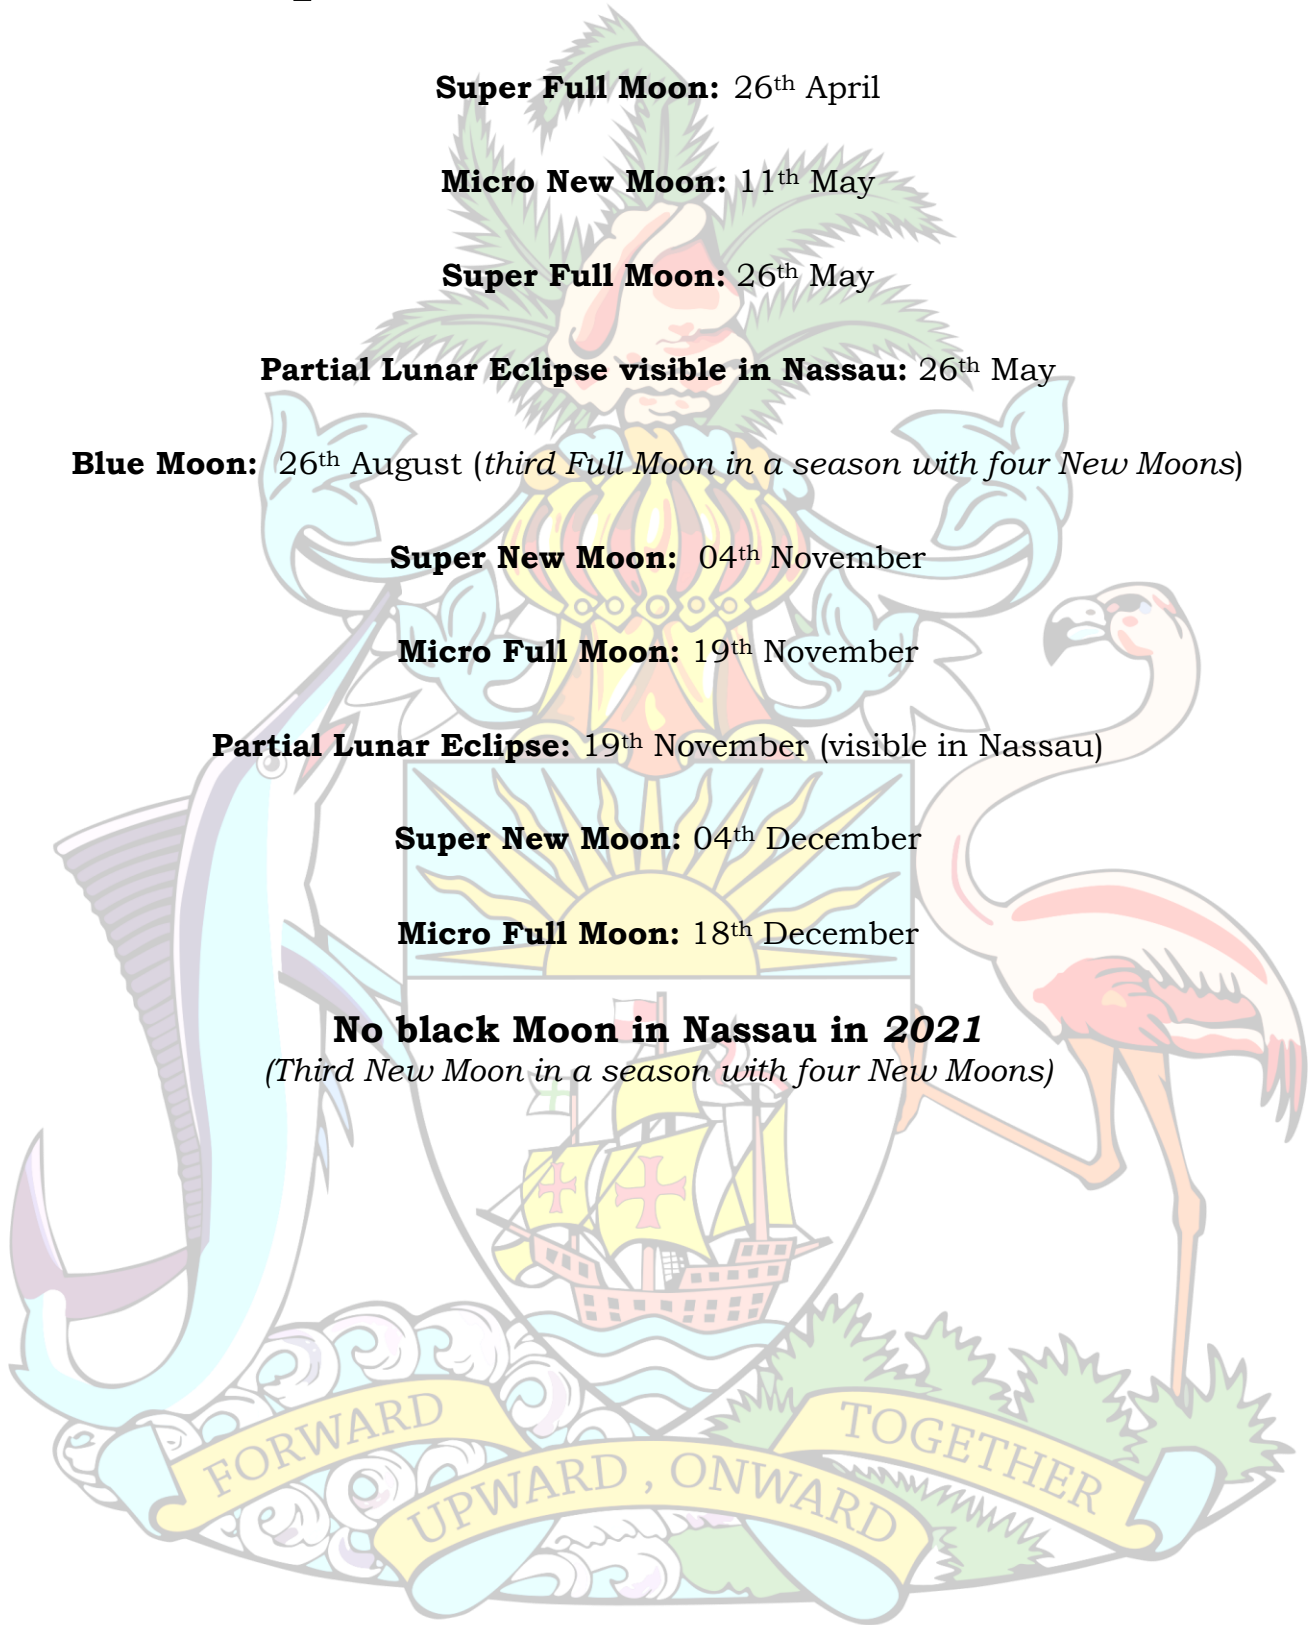 Super Full Moon: 26th April
Micro New Moon: 11th May
Super Full Moon: 26th May
Partial Lunar Eclipse visible in Nassau: 26th May
Blue Moon: 26th August (third Full Moon in a season with four New Moons)
Super New Moon: 04th November
Micro Full Moon: 19th November
Partial Lunar Eclipse: 19th November (visible in Nassau)
Super New Moon: 04th December
Micro Full Moon: 18th December
No black Moon in Nassau in 2021
(Third New Moon in a season with four New Moons)
FORWARD
UPWARD , ONWARD
TOGETHER